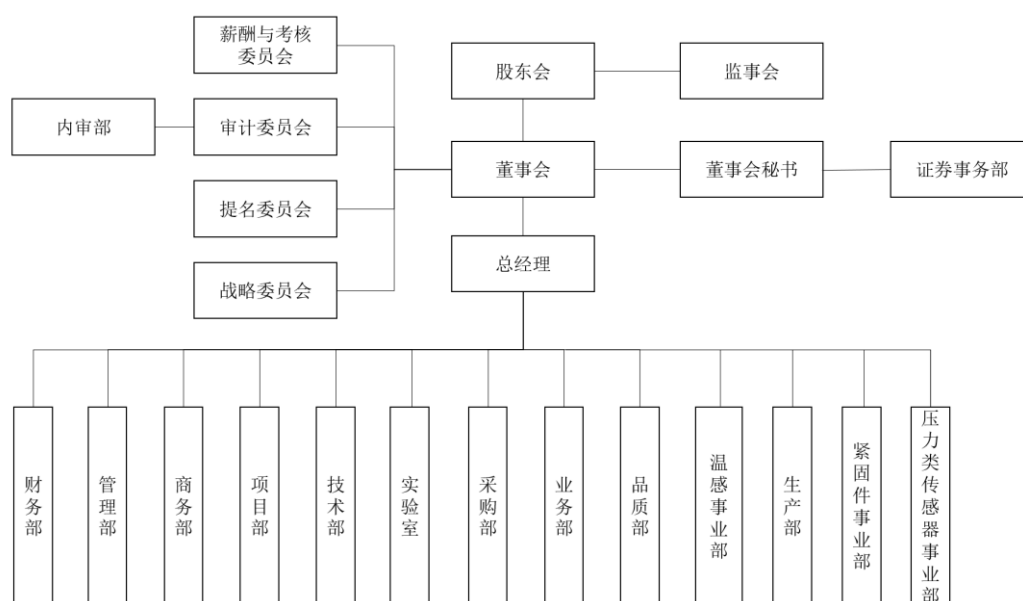 薪酬与考核
委员会
股东会
监事会
内审部
审计委员会
董事会
董事会秘书
证券事务部
提名委员会
总经理
战略委员会
财务部
管理部
商务部
项目部
技术部
实验室
采购部
业务部
品质部
温感事业部
生产部
紧固件事业部
压力类传感器事业部